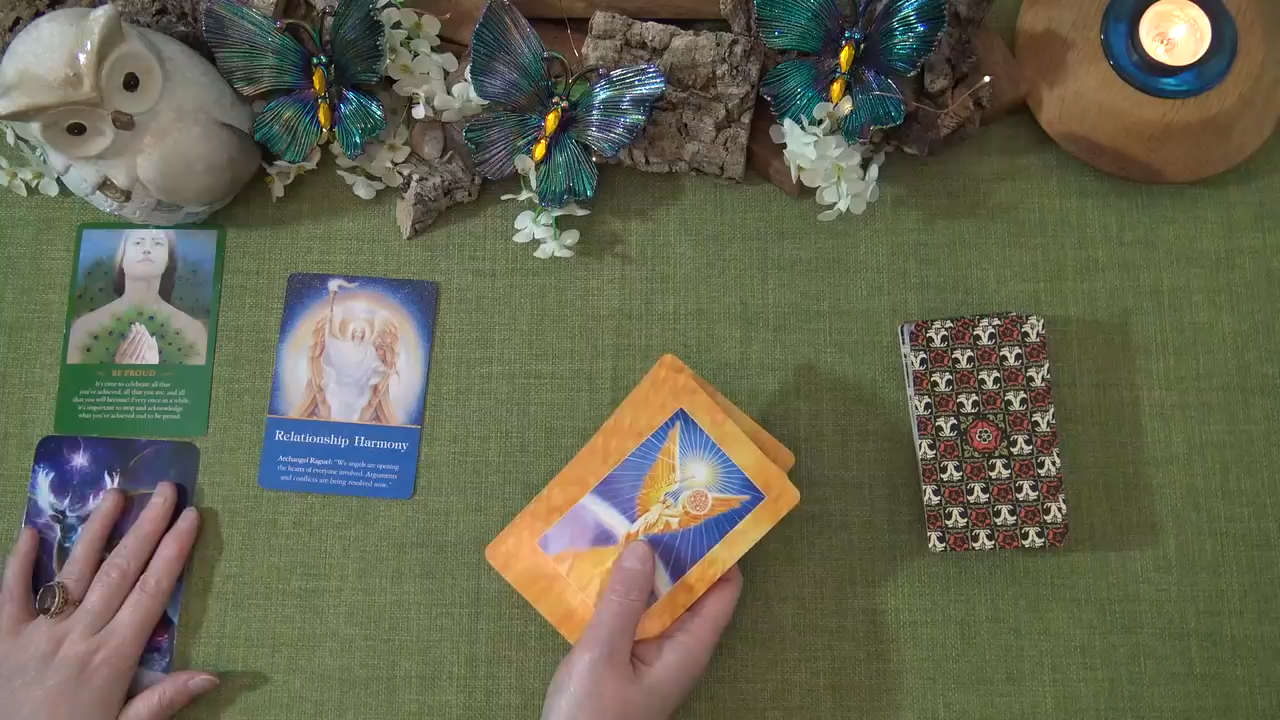 BE PROUD
It's time to celebrate all that
you've achieved, all that you are, and all
that you will become! Every once in a while,
it's important to stop and acknowledge
what you've achieved and to be proud.
Relationship Harmony
Archangel Raguel: "We angels are opening
the hearts of everyone involved. Arguments
and conflicts are being resolved now."